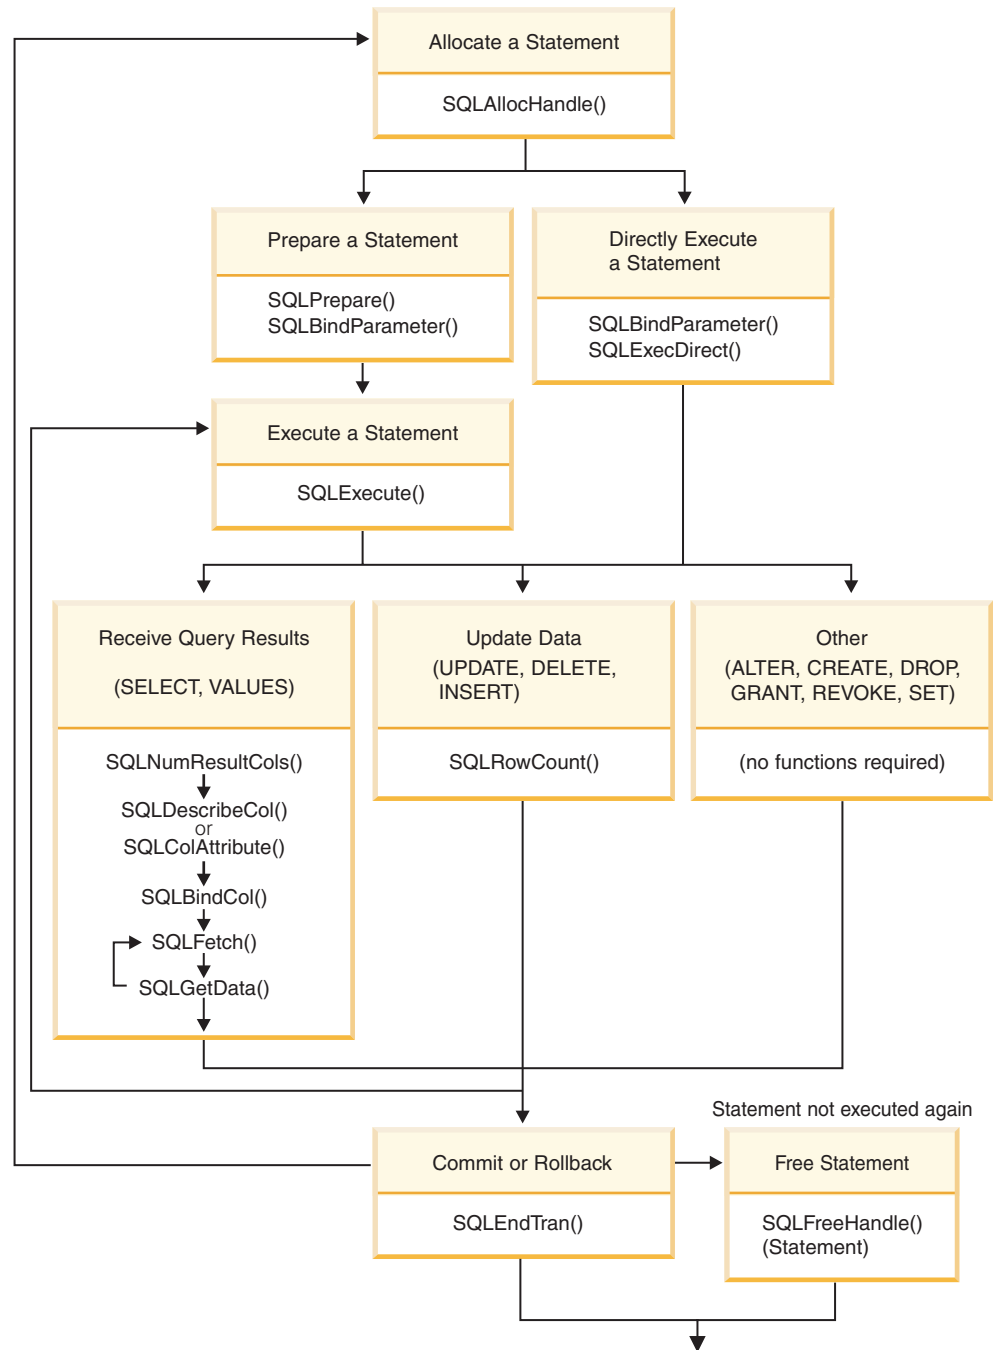 Allocate a Statement
SQLAllocHandle()
Prepare a Statement
SQLPrepare()
SQLBindParameter()
Directly Execute
a Statement
SQLBindParameter()
SQLExecDirect()
Execute a Statement
SQLExecute()
Receive Query Results
(SELECT, VALUES)
SQLNumResultCols()
SQLDescribeCol()
or
SQLColAttribute()
SQLBindCol()
SQLFetch()
SQLGetData()
Update Data
(UPDATE, DELETE,
INSERT)
SQLRowCount()
Other
(ALTER, CREATE, DROP,
GRANT, REVOKE, SET)
(no functions required)
Commit or Rollback
SQLEndTran()
Statement not executed again
Free Statement
SQLFreeHandle()
(Statement)